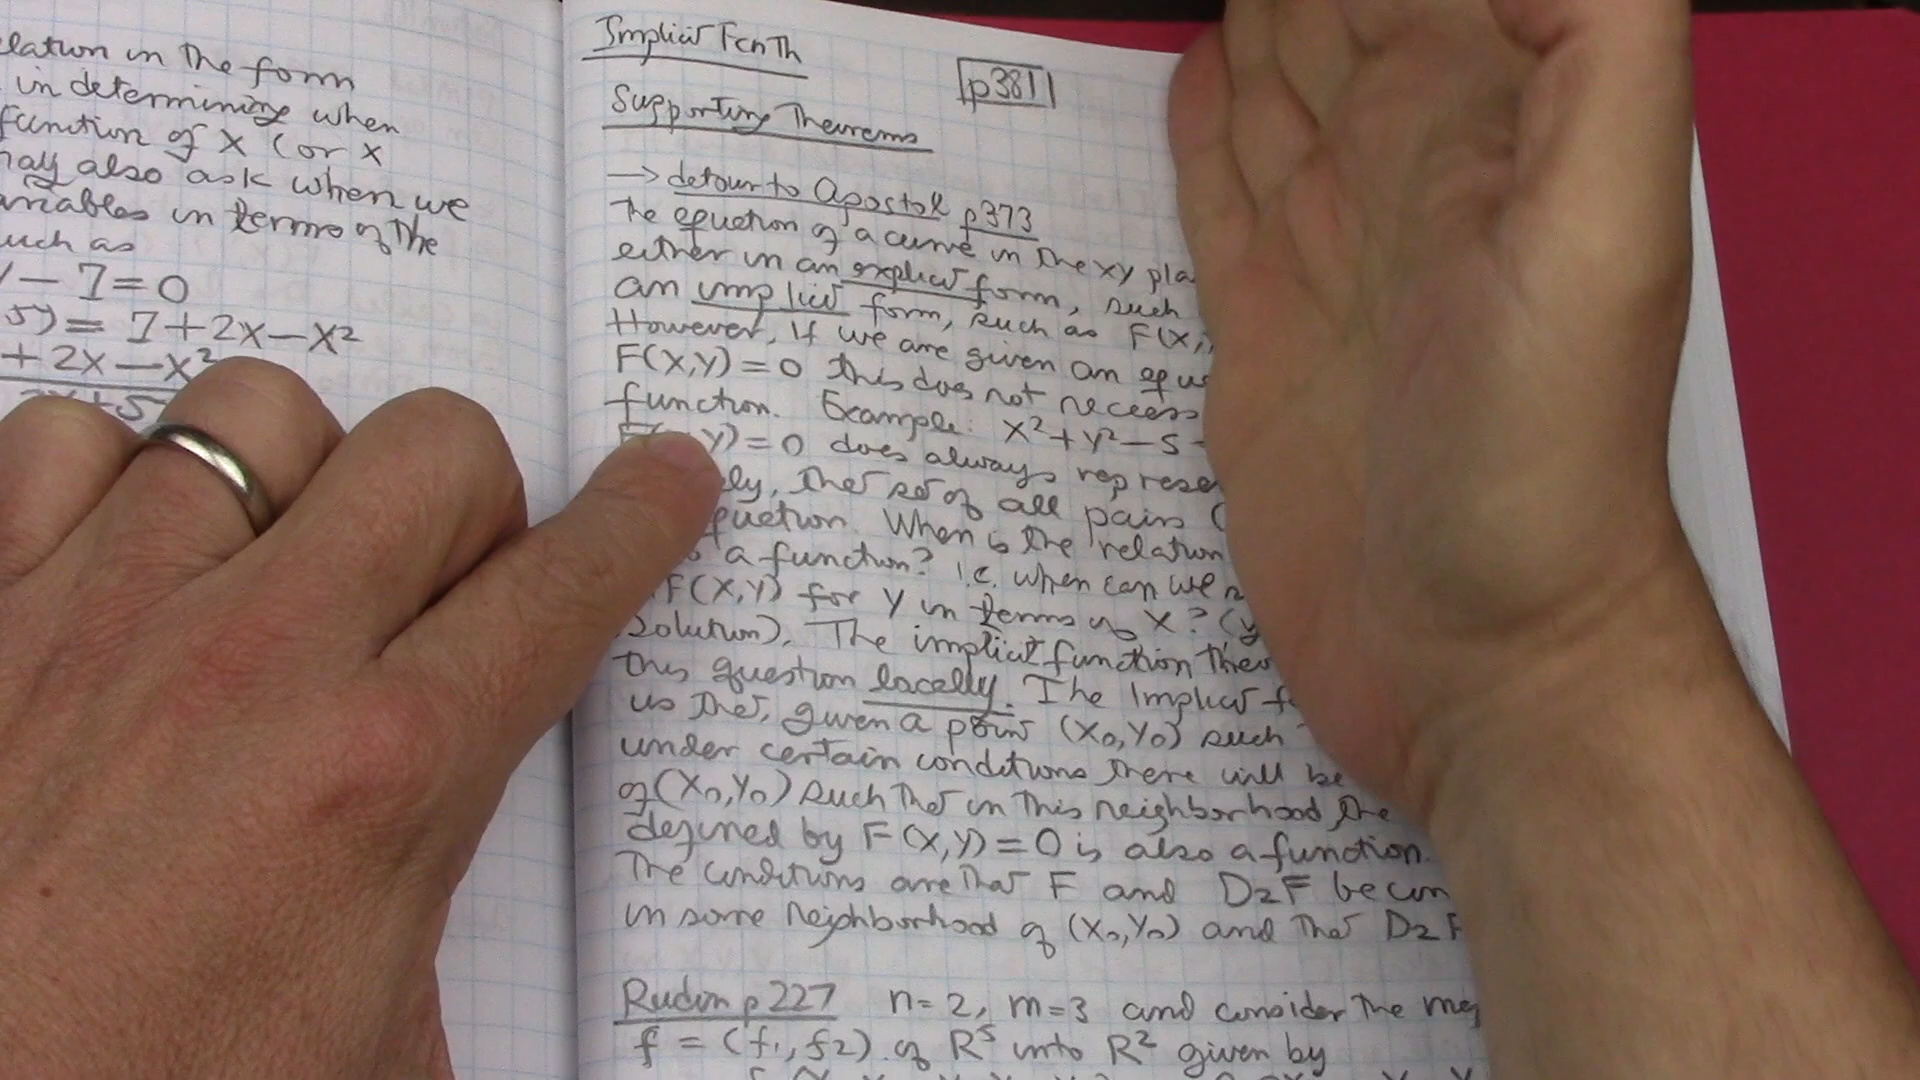 elation in the form
in determining when
function of x (or x
may also ask when we
variables in terms of the
such as
y - 7 = 0
5y) = 7 + 2x - x²
+ 2x - x²
Implicit Fcn Th
p381
Supporting Theorems
→ detour to Apostol p373
The equation of a curve in the xy pla
either in an explicit form, such
an implicit form, such as F(x,
However, if we are given an equ
F(x,y) = 0 this does not necess
function. Example: x² + y² - 5
y) = 0 does always represe
ely, the set of all pairs (
quation. When is the relation
a function? i.e. when can we
F(x,y) for y in terms of x? (y
solution). The implicit function theo
this question locally. The Implicit f
us that, given a point (x₀,y₀) such
under certain conditions there will be
of (x₀,y₀) such that in this neighborhood the
defined by F(x,y) = 0 is also a function.
The conditions are that F and D₂F be con
in some neighborhood of (x₀,y₀) and that D₂F
Rudin p227 n = 2, m = 3 and consider the map
f = (f₁, f₂) of R⁵ into R² given by